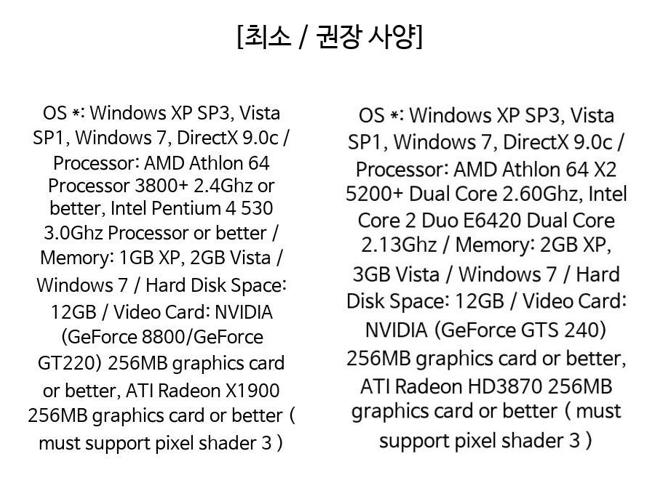 [최소 / 권장 사양]
OS *: Windows XP SP3, Vista
SP1, Windows 7, DirectX 9.0c /
Processor: AMD Athlon 64
Processor 3800+ 2.4Ghz or
better, Intel Pentium 4 530
3.0Ghz Processor or better /
Memory: 1GB XP, 2GB Vista /
Windows 7 / Hard Disk Space:
12GB / Video Card: NVIDIA
(GeForce 8800/GeForce
GT220) 256MB graphics card
or better, ATI Radeon X1900
256MB graphics card or better (
must support pixel shader 3 )
OS *: Windows XP SP3, Vista
SP1, Windows 7, DirectX 9.0c /
Processor: AMD Athlon 64 X2
5200+ Dual Core 2.60Ghz, Intel
Core 2 Duo E6420 Dual Core
2.13Ghz / Memory: 2GB XP,
3GB Vista / Windows 7 / Hard
Disk Space: 12GB / Video Card:
NVIDIA (GeForce GTS 240)
256MB graphics card or better,
ATI Radeon HD3870 256MB
graphics card or better ( must
support pixel shader 3 )